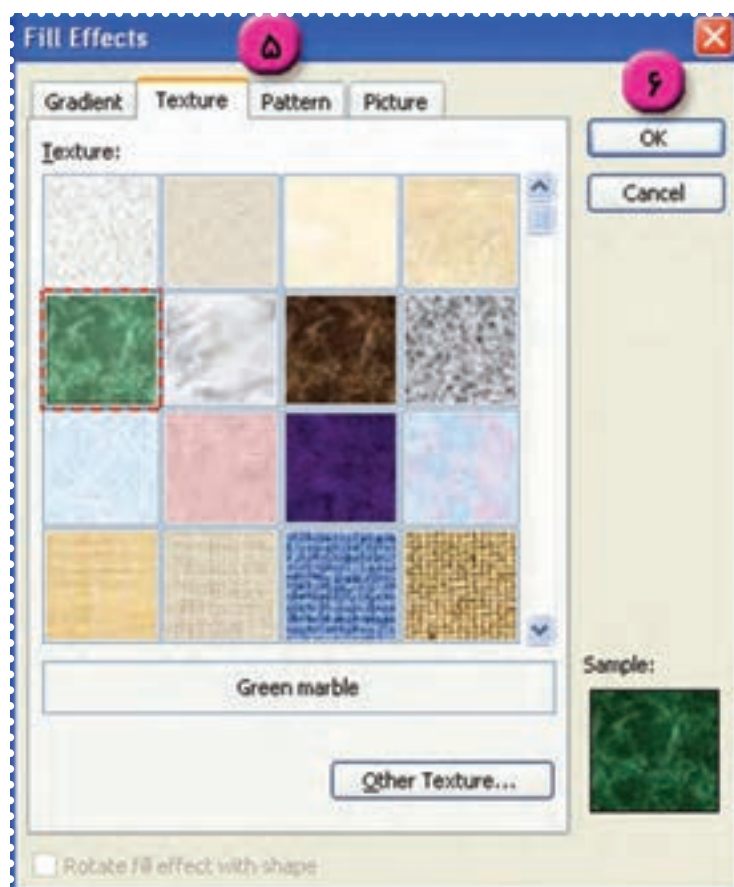 Fill Effects
۵
۶
Gradient Texture Pattern Picture
OK
Texture:
Cancel
Green marble
Sample:
Other Texture...
Rotate fill effect with shape